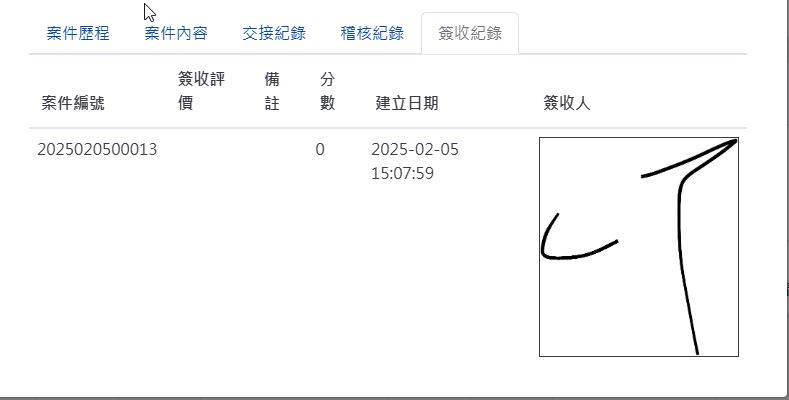 案件歷程 案件內容 交接紀錄 稽核紀錄 簽收紀錄
案件編號 簽收評價 備註 分數 建立日期 簽收人
2025020500013 0 2025-02-05
15:07:59